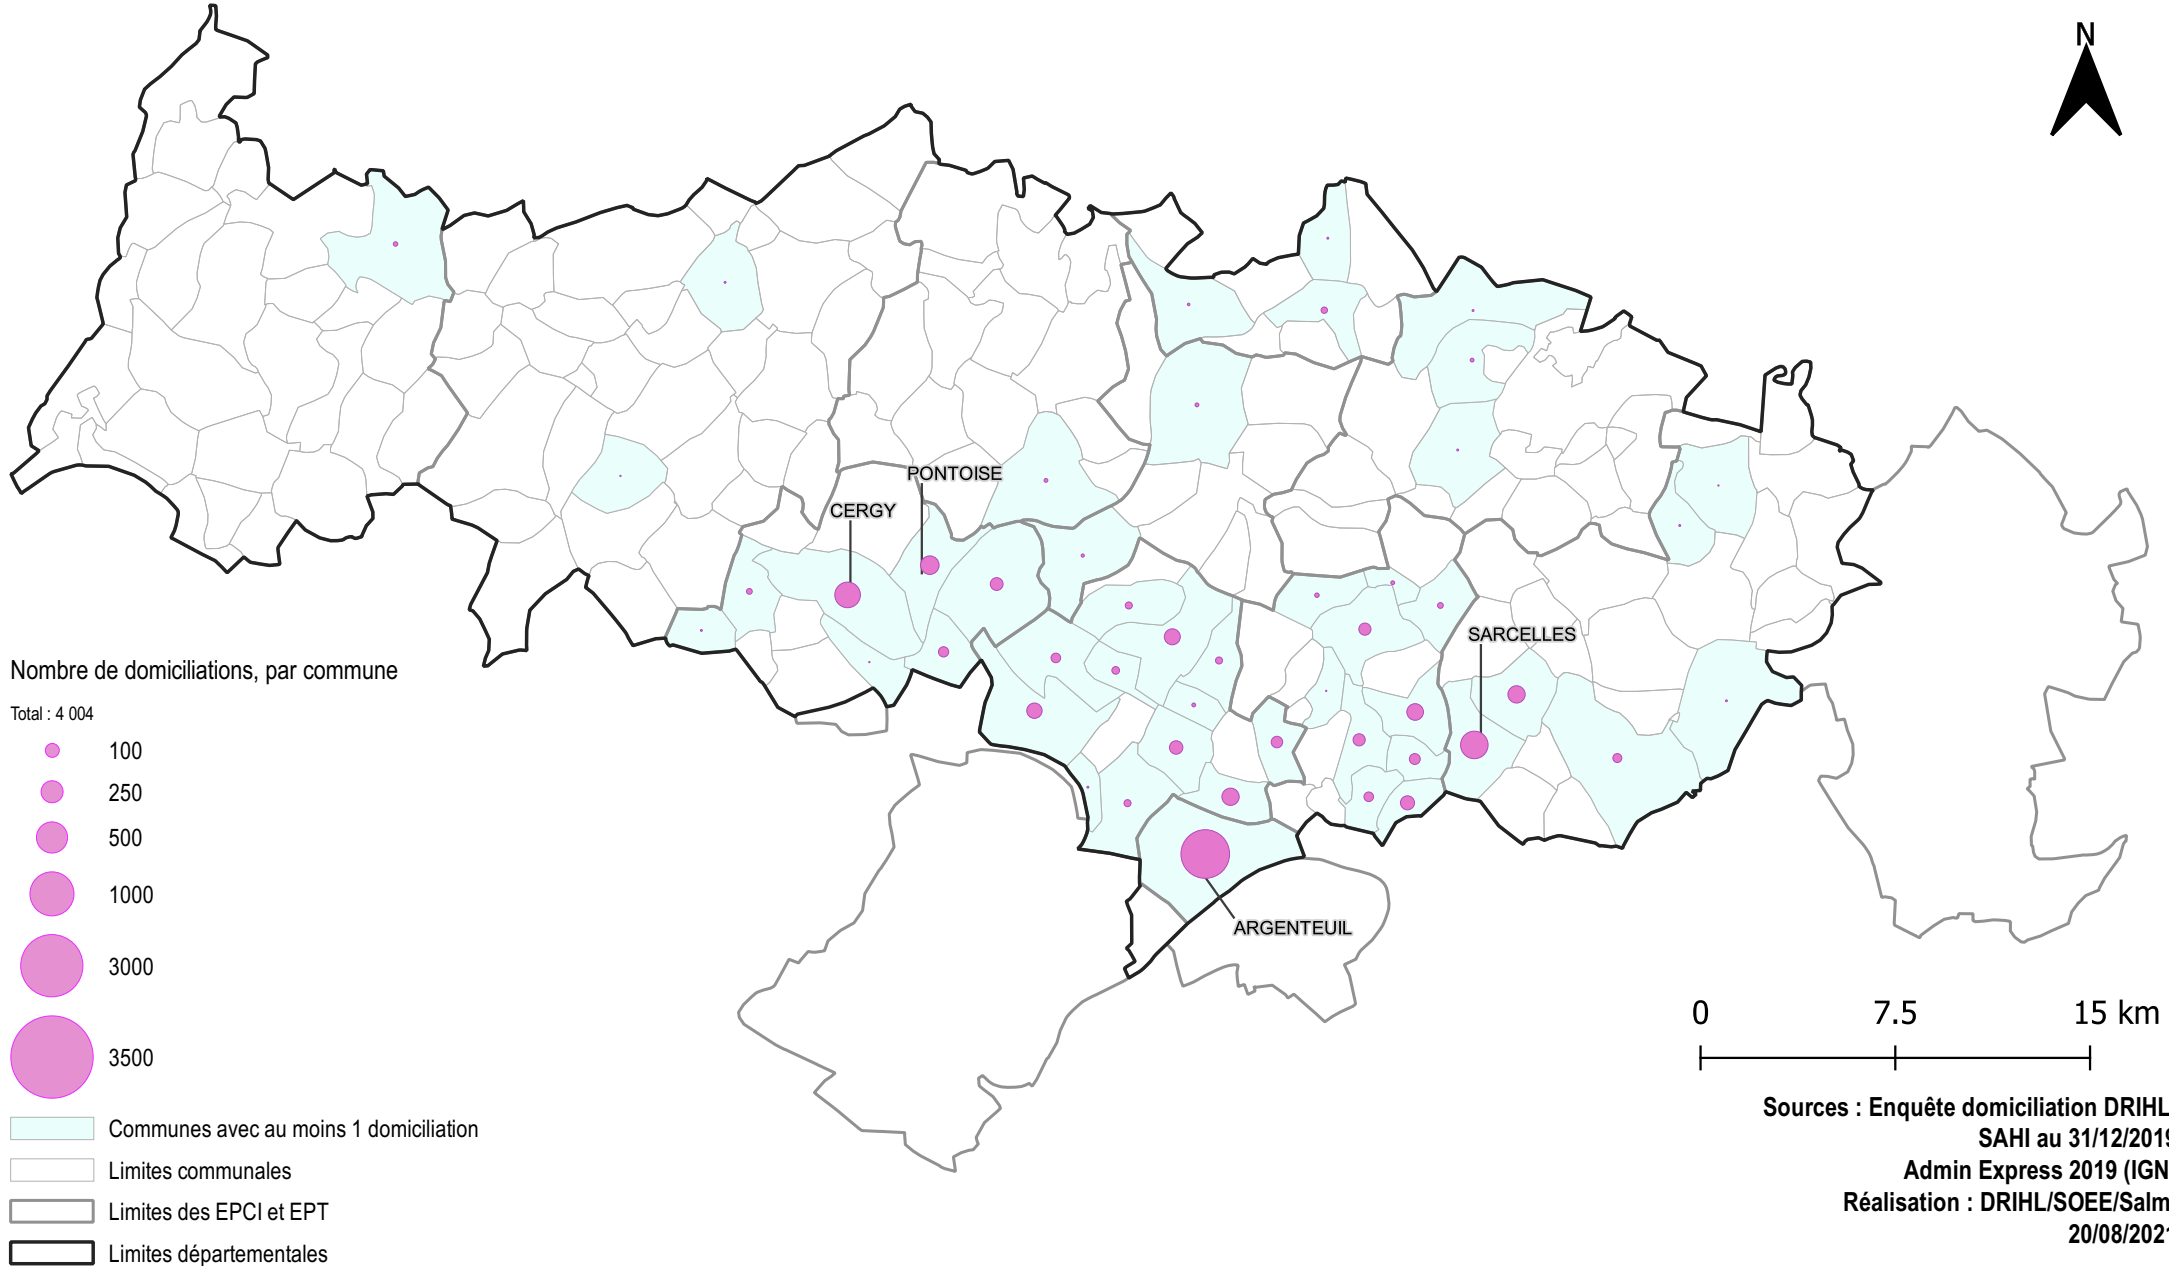 N
PONTOISE
CERGY
SARCELLES
ARGENTEUIL
Nombre de domiciliations, par commune
Total : 4 004
100
250
500
1000
3000
3500
Communes avec au moins 1 domiciliation
Limites communales
Limites des EPCI et EPT
Limites départementales
0 7.5 15 km
Sources : Enquête domiciliation DRIHL
SAHI au 31/12/2019
Admin Express 2019 (IGN
Réalisation : DRIHL/SOEE/Salm
20/08/2021